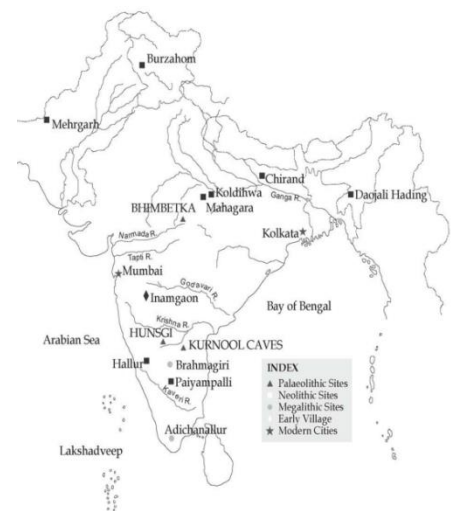 Burzahom
Mehrgarh
Chirand
Koldihwa
Ganga R.
Daojali Hading
BHIMBETKA
Mahagara
Narmada R.
Kolkata
Tapti R.
Mumbai
Godavari R.
Inamgaon
Bay of Bengal
Krishna R.
HUNSGI
Arabian Sea
KURNOOL CAVES
Hallur
Brahmagiri
Paiyampalli
Kaveri R.
Adichanallur
Lakshadveep
INDEX
Palaeolithic Sites
Neolithic Sites
Megalithic Sites
Early Village
Modern Cities